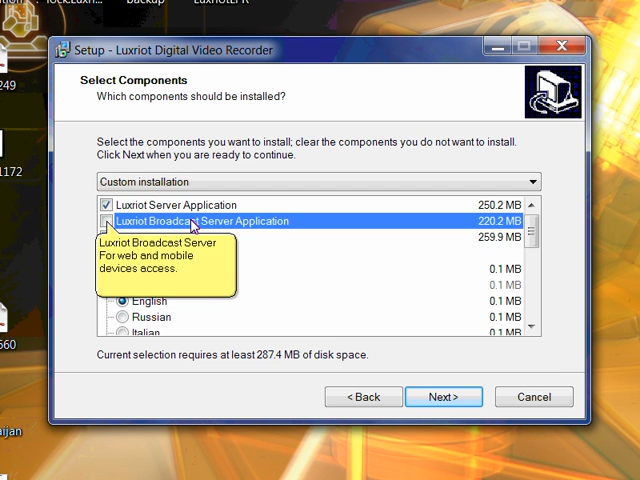 lock.Luxri...
backup
LuxriotLPR
Setup - Luxriot Digital Video Recorder
Select Components
Which components should be installed?
249
Select the components you want to install; clear the components you do not want to install.
Click Next when you are ready to continue.
1172
Custom installation
Luxriot Server Application 250.2 MB
Luxriot Broadcast Server Application 220.2 MB
259.9 MB
Luxriot Broadcast Server
For web and mobile
devices access.
0.1 MB
0.1 MB
English 0.1 MB
Russian 0.1 MB
Italian 0.1 MB
560
Current selection requires at least 287.4 MB of disk space.
< Back
Next >
Cancel
aijan